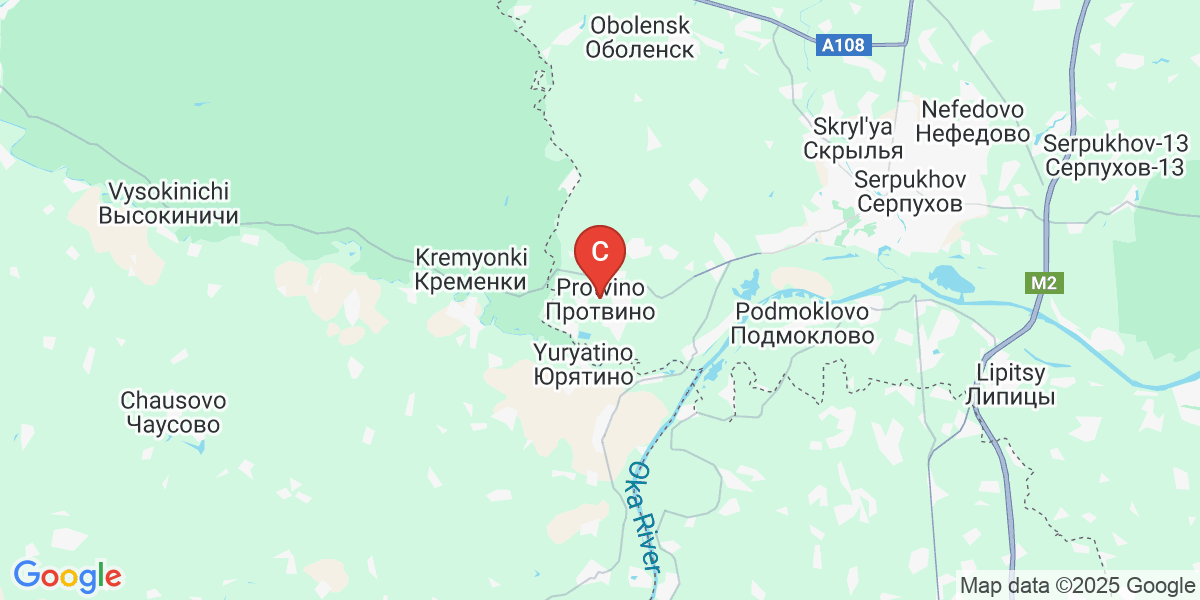 Obolensk
Оболенск
A108
Nefedovo
Нефедово
Skryl'ya
Скрылья
Serpukhov-13
Серпухов-13
Serpukhov
Серпухов
Vysokinichi
Высокиничи
C
Kremyonki
Кременки
Protvino
Протвино
M2
Podmoklovo
Подмоклово
Yuryatino
Юрятино
Lipitsy
Липицы
Chausovo
Чаусово
Oka River
Google
Map data ©2025 Google